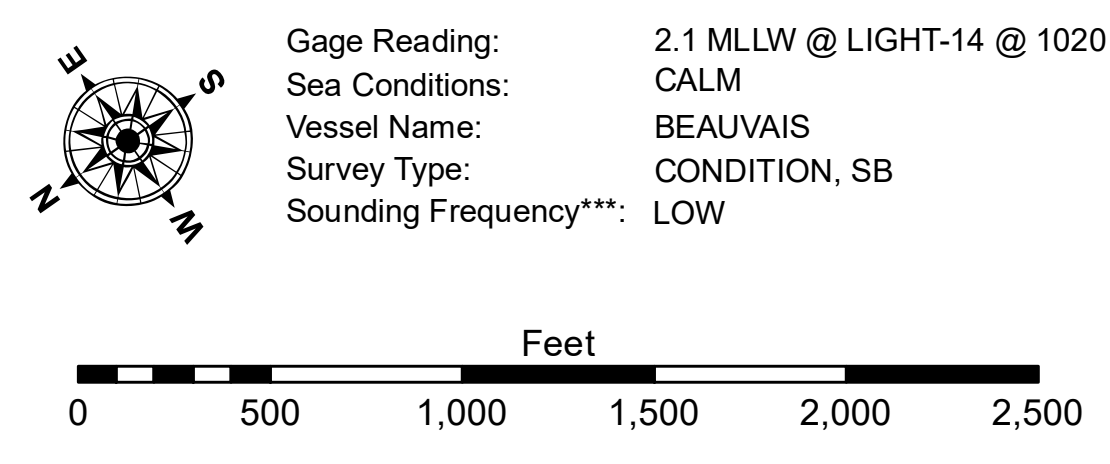 E
S
N
W
Gage Reading: 2.1 MLLW @ LIGHT-14 @ 1020
Sea Conditions: CALM
Vessel Name: BEAUVAIS
Survey Type: CONDITION, SB
Sounding Frequency***: LOW
Feet
0 500 1,000 1,500 2,000 2,500